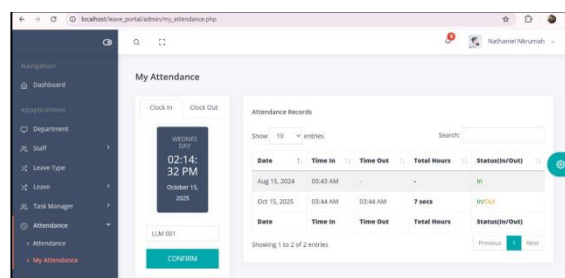 localhost/leave_portal/admin/my_attendance.php
Nathaniel Nkrumah
Navigation
Dashboard
Appplications
Department
Staff
Leave Type
Leave
Task Manager
Attendance
Attendance
My Attendance
My Attendance
Clock In Clock Out
WEDNES
DAY
02:14:
32 PM
October 15,
2025
LLM 001
CONFIRM
Attendance Records
Show 10 entries
Search:
Date Time In Time Out Total Hours Status(In/Out)
Aug 15, 2024 05:43 AM - - In
Oct 15, 2025 03:44 AM 03:44 AM 7 secs In/Out
Date Time In Time Out Total Hours Status(In/Out)
Showing 1 to 2 of 2 entries
Previous 1 Next